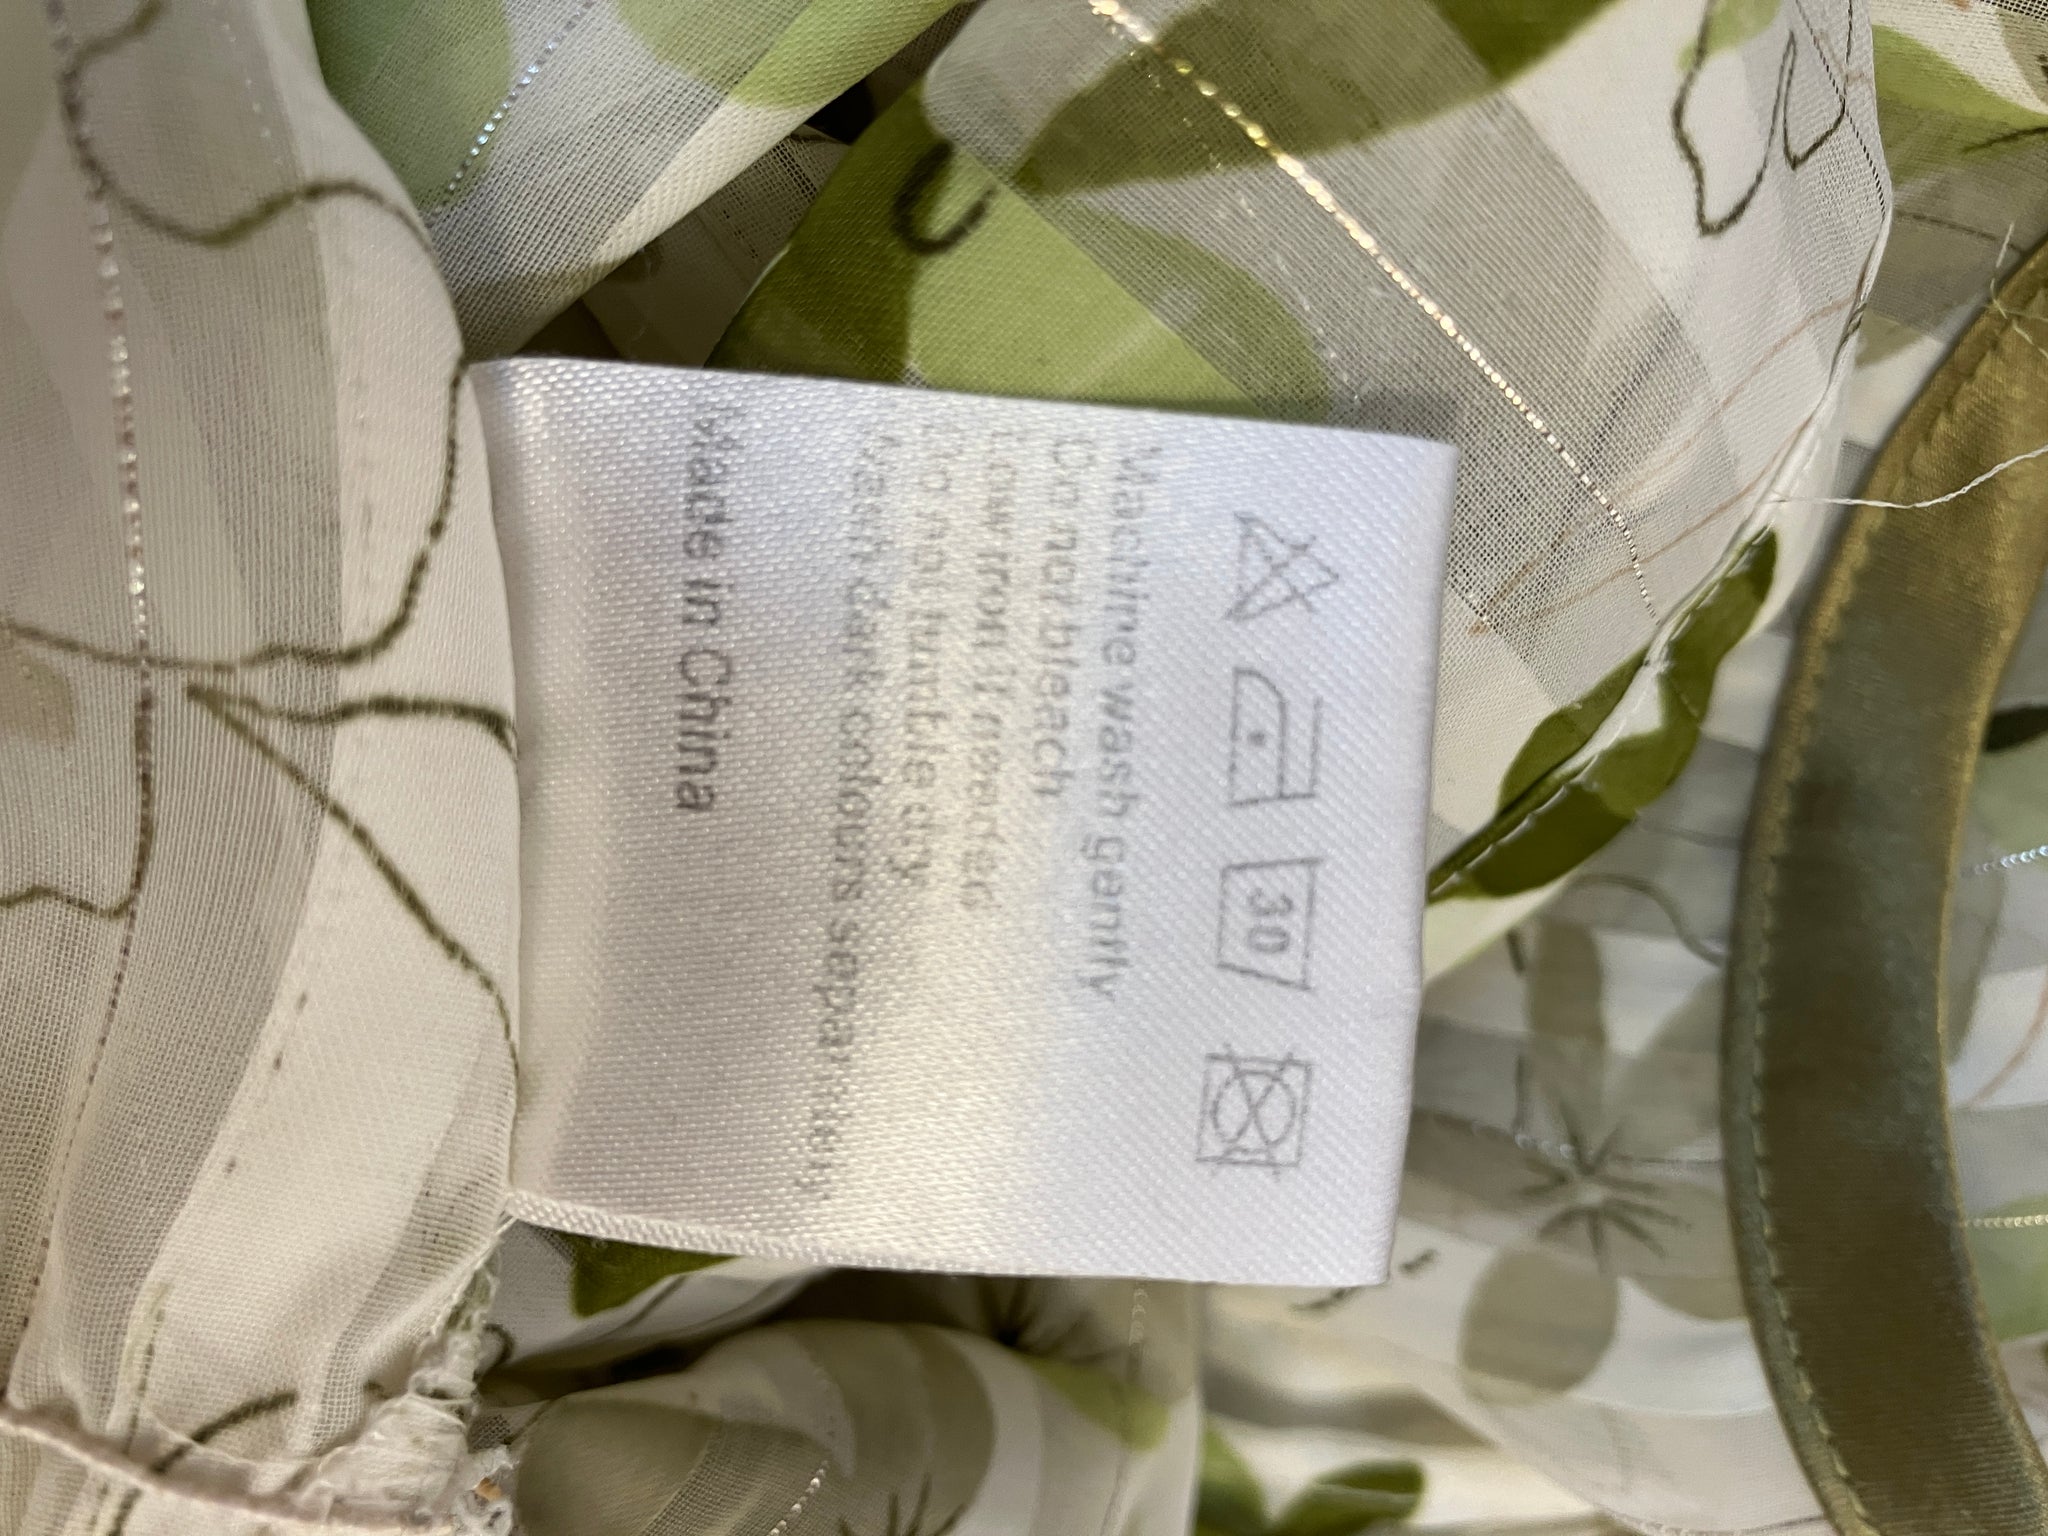 30
Machine wash gently
Do not bleach
Low iron if needed
Do not tumble dry
Wash dark colours separately
Made in China